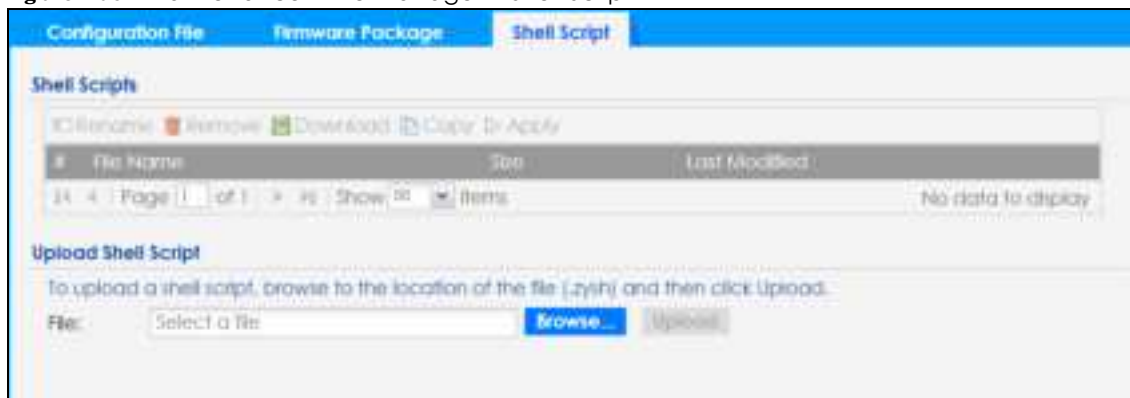 Configuration File Firmware Package Shell Script
Shell Scripts
Rename Remove Download Copy Apply
# File Name Size Last Modified
Page 1 of 1 Show 50 items No data to display
Upload Shell Script
To upload a shell script, browse to the location of the file (.zysh) and then click Upload.
File: Select a file Browse... Upload